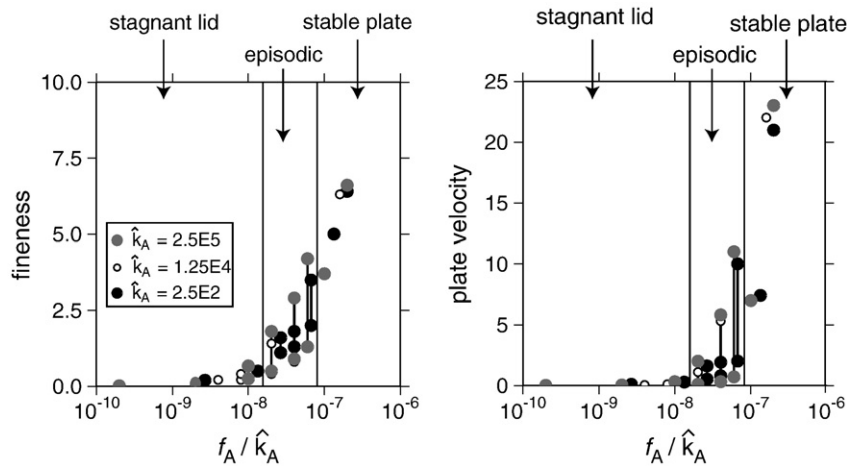 stagnant lid
stable plate
episodic
10.0
7.5
5.0
2.5
0.0
fineness
k̂A = 2.5E5
k̂A = 1.25E4
k̂A = 2.5E2
10⁻¹⁰ 10⁻⁹ 10⁻⁸ 10⁻⁷ 10⁻⁶
fA / k̂A
stagnant lid
stable plate
episodic
25
20
15
10
5
0
plate velocity
10⁻¹⁰ 10⁻⁹ 10⁻⁸ 10⁻⁷ 10⁻⁶
fA / k̂A